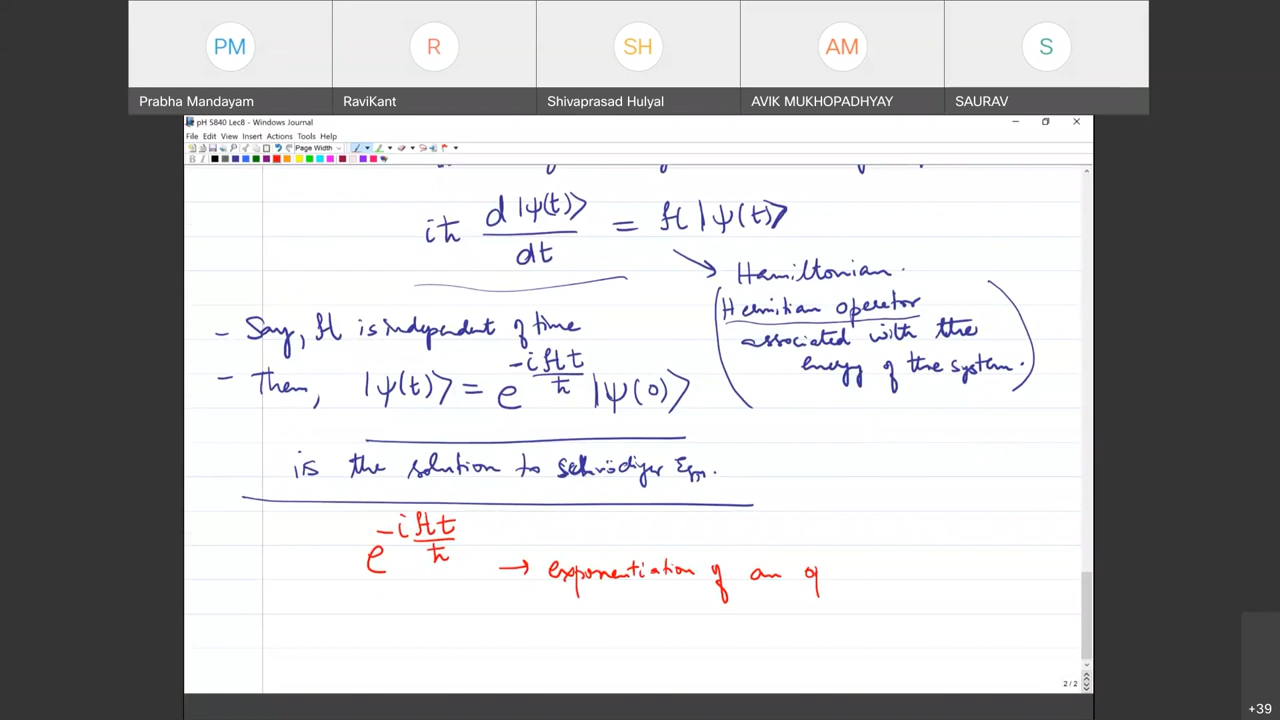 PM
R
SH
AM
S
Prabha Mandayam
RaviKant
Shivaprasad Hulyal
AVIK MUKHOPADHYAY
SAURAV
pH 5840 Lec8 - Windows Journal
File Edit View Insert Actions Tools Help
Page Width
B I
iħ d|ψ(t)⟩/dt = ℋ|ψ(t)⟩
→ Hamiltonian.
(Hermitian operator
associated with the
energy of the system.)
- Say, ℋ is independent of time
- Then, |ψ(t)⟩ = e^{-iℋt/ħ} |ψ(0)⟩
is the solution to Schrödiger Eqn.
e^{-iℋt/ħ} → exponentiation of an op
2 / 2
+39